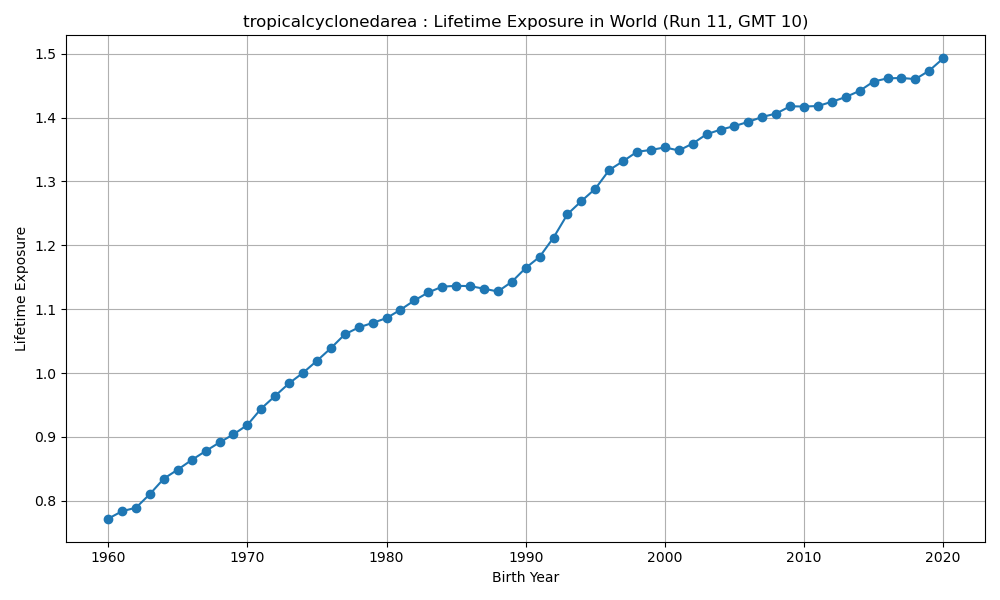 tropicalcyclonedarea : Lifetime Exposure in World (Run 11, GMT 10)
1.5
1.4
1.3
1.2
1.1
1.0
0.9
0.8
Lifetime Exposure
1960 1970 1980 1990 2000 2010 2020
Birth Year